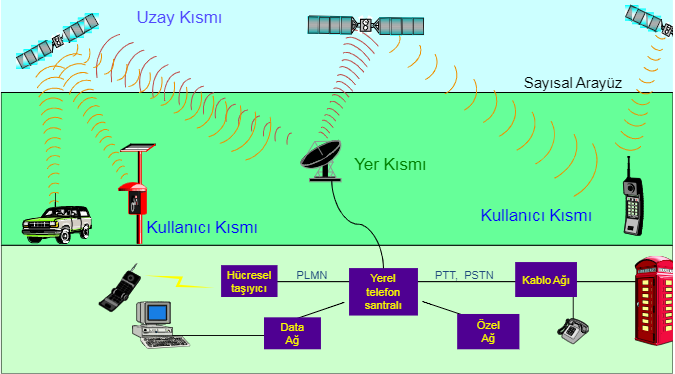 Uzay Kısmı
Sayısal Arayüz
Yer Kısmı
Kullanıcı Kısmı
Kullanıcı Kısmı
Hücresel
taşıyıcı
PLMN
Yerel
telefon
santralı
PTT, PSTN
Kablo Ağı
Data
Ağ
Özel
Ağ